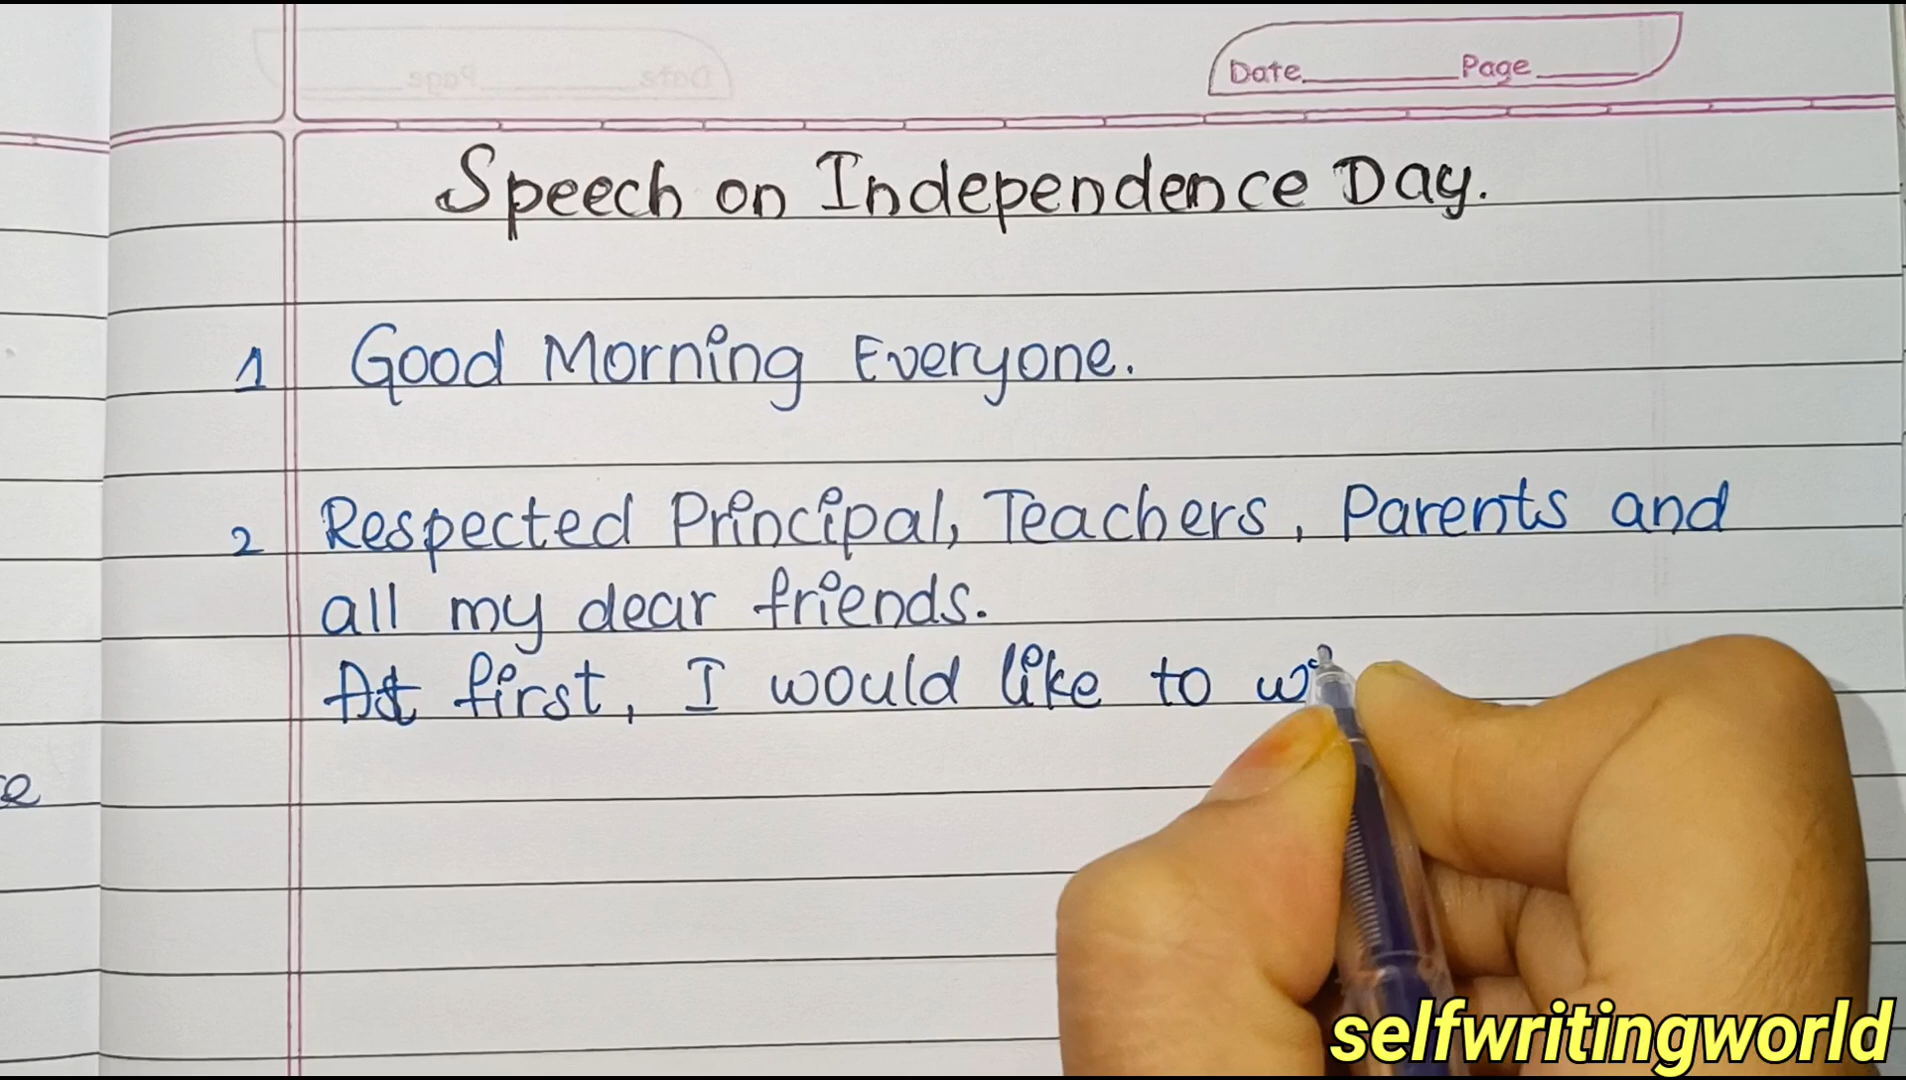 Date Page
Speech on Independence Day.
1 Good Morning Everyone.
2 Respected Principal, Teachers, Parents and
all my dear friends.
At first, I would like to wi
e
selfwritingworld